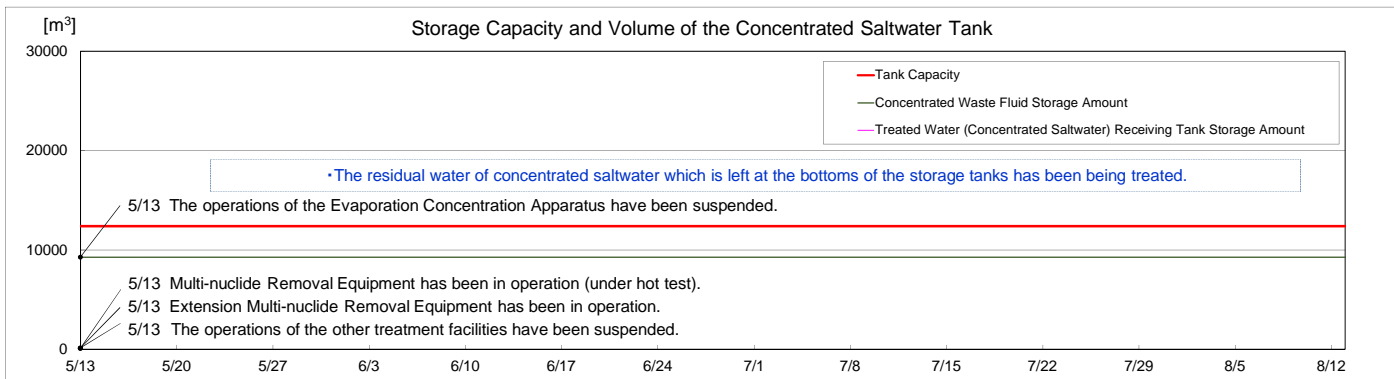 [m³]
Storage Capacity and Volume of the Concentrated Saltwater Tank
30000
Tank Capacity
Concentrated Waste Fluid Storage Amount
Treated Water (Concentrated Saltwater) Receiving Tank Storage Amount
20000
・The residual water of concentrated saltwater which is left at the bottoms of the storage tanks has been being treated.
5/13 The operations of the Evaporation Concentration Apparatus have been suspended.
10000
5/13 Multi-nuclide Removal Equipment has been in operation (under hot test).
5/13 Extension Multi-nuclide Removal Equipment has been in operation.
5/13 The operations of the other treatment facilities have been suspended.
0
5/13 5/20 5/27 6/3 6/10 6/17 6/24 7/1 7/8 7/15 7/22 7/29 8/5 8/12